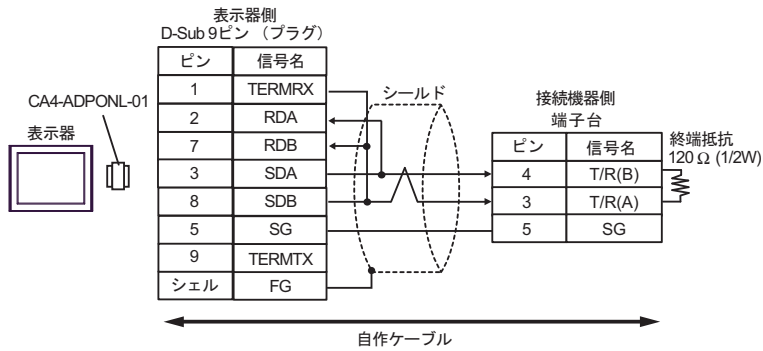 表示器側
D-Sub 9ピン （プラグ）
ピン 信号名
1 TERMRX
2 RDA
7 RDB
3 SDA
8 SDB
5 SG
9 TERMTX
シェル FG
CA4-ADPONL-01
表示器
シールド
接続機器側
端子台
ピン 信号名
4 T/R(B)
3 T/R(A)
5 SG
終端抵抗
120 Ω (1/2W)
自作ケーブル